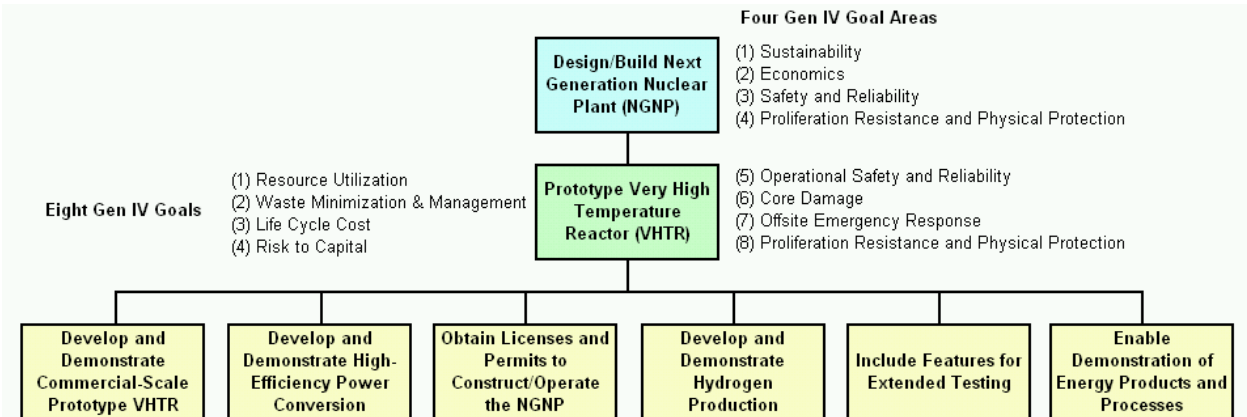 Four Gen IV Goal Areas
Design/Build Next
Generation Nuclear
Plant (NGNP)
(1) Sustainability
(2) Economics
(3) Safety and Reliability
(4) Proliferation Resistance and Physical Protection
Eight Gen IV Goals
(1) Resource Utilization
(2) Waste Minimization & Management
(3) Life Cycle Cost
(4) Risk to Capital
Prototype Very High
Temperature
Reactor (VHTR)
(5) Operational Safety and Reliability
(6) Core Damage
(7) Offsite Emergency Response
(8) Proliferation Resistance and Physical Protection
Develop and
Demonstrate
Commercial-Scale
Prototype VHTR
Develop and
Demonstrate High-
Efficiency Power
Conversion
Obtain Licenses and
Permits to
Construct/Operate
the NGNP
Develop and
Demonstrate
Hydrogen
Production
Include Features for
Extended Testing
Enable
Demonstration of
Energy Products and
Processes